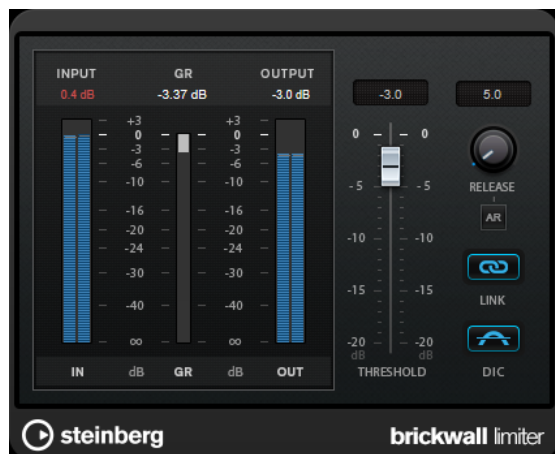 INPUT GR OUTPUT
0.4 dB -3.37 dB -3.0 dB -3.0 5.0
+3 +3
0 0 0 0
-3 -3
-6 -6
-5 -5 RELEASE
-10 -10
-16 -16 AR
-20 -20
-24 -24 -10 -10
-30 -30
-15 -15 LINK
-40 -40
∞ ∞ -20 -20
dB dB
IN dB GR dB OUT THRESHOLD DIC
steinberg brickwall limiter